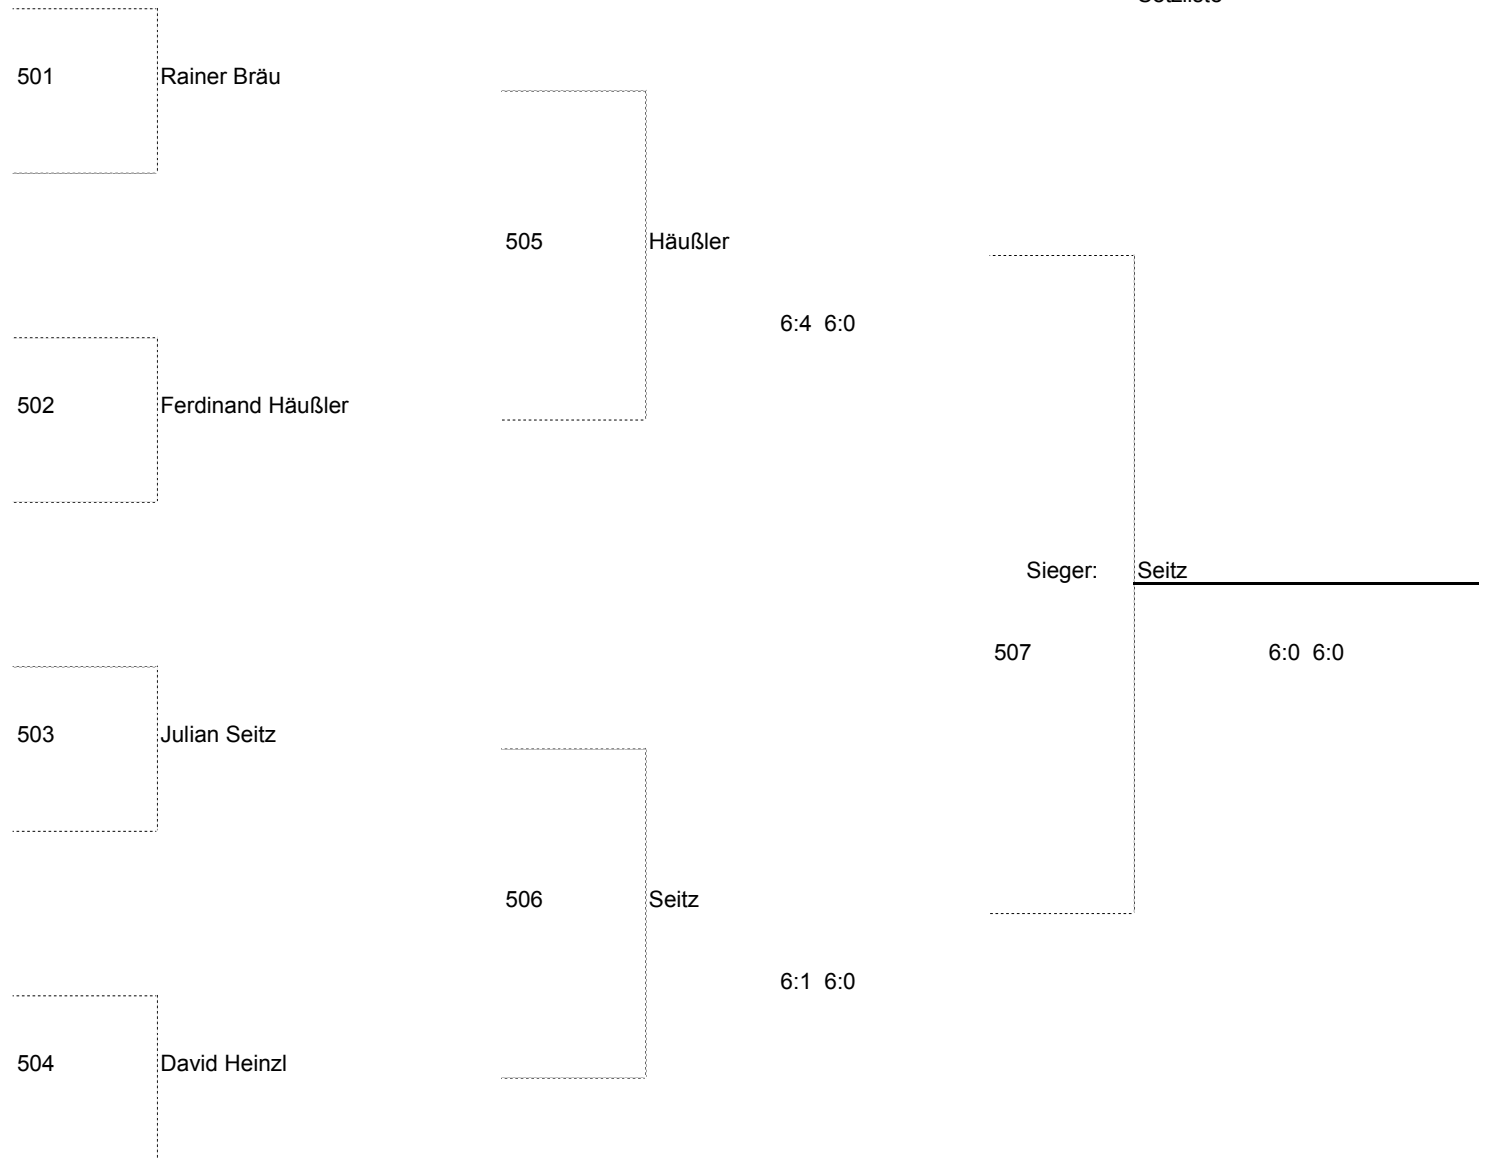 501 Rainer Bräu
505 Häußler
6:4 6:0
502 Ferdinand Häußler
Sieger: Seitz
507 6:0 6:0
503 Julian Seitz
506 Seitz
6:1 6:0
504 David Heinzl